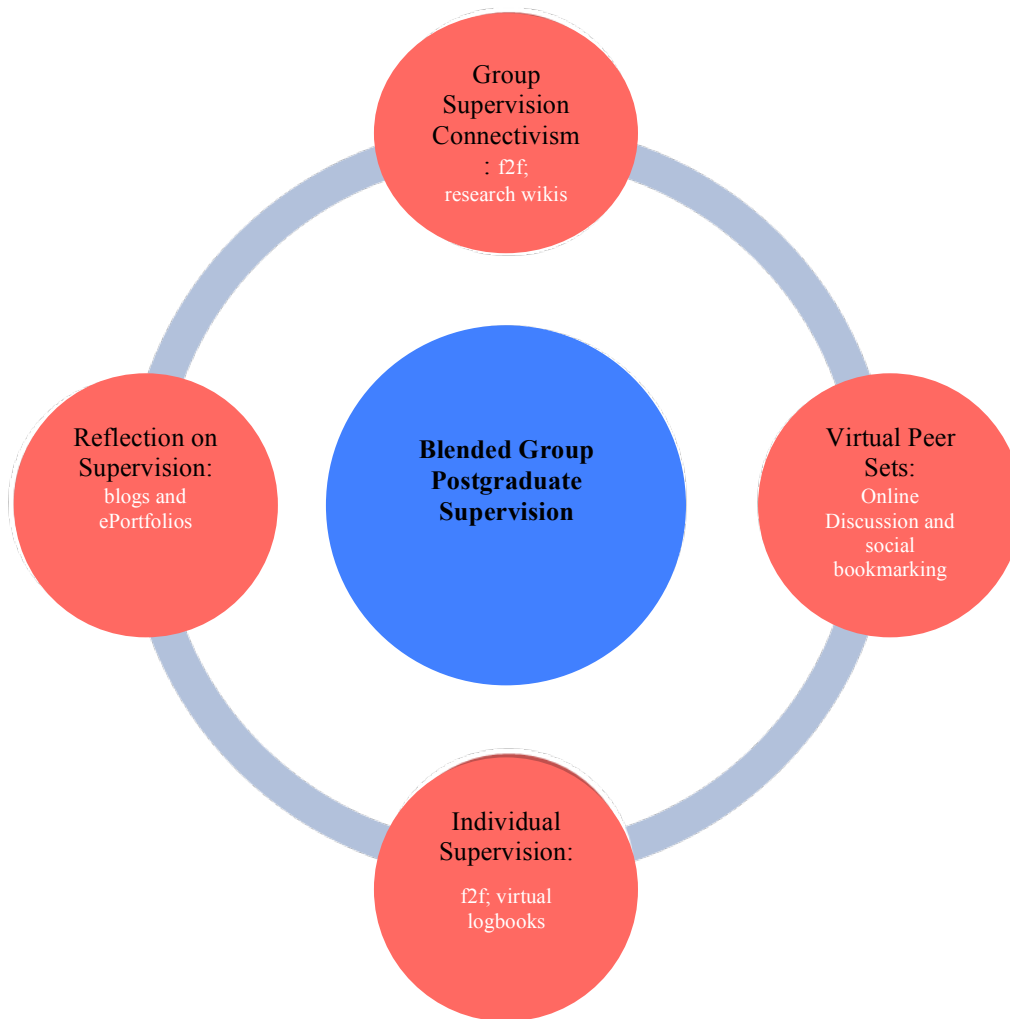 Group
Supervision
Connectivism
: f2f;
research wikis
Reflection on
Supervision:
blogs and
ePortfolios
Blended Group
Postgraduate
Supervision
Virtual Peer
Sets:
Online
Discussion and
social
bookmarking
Individual
Supervision:
f2f; virtual
logbooks